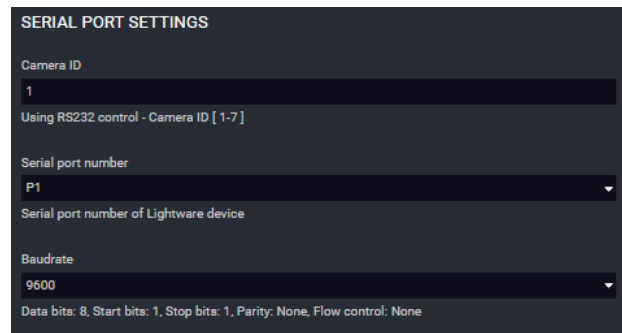 SERIAL PORT SETTINGS
Camera ID
1
Using RS232 control - Camera ID [ 1-7 ]
Serial port number
P1
Serial port number of Lightware device
Baudrate
9600
Data bits: 8, Start bits: 1, Stop bits: 1, Parity: None, Flow control: None